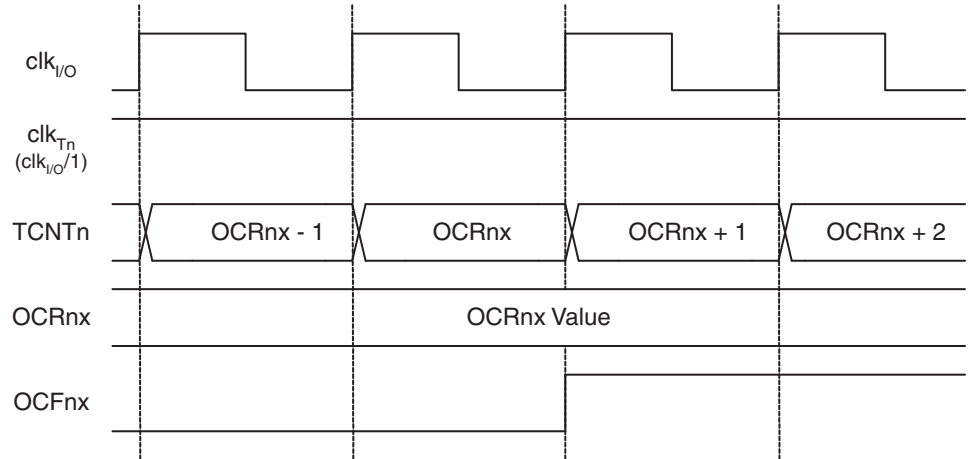 clkI/O
clkTn
(clkI/O/1)
TCNTn OCRnx - 1 OCRnx OCRnx + 1 OCRnx + 2
OCRnx OCRnx Value
OCFnx